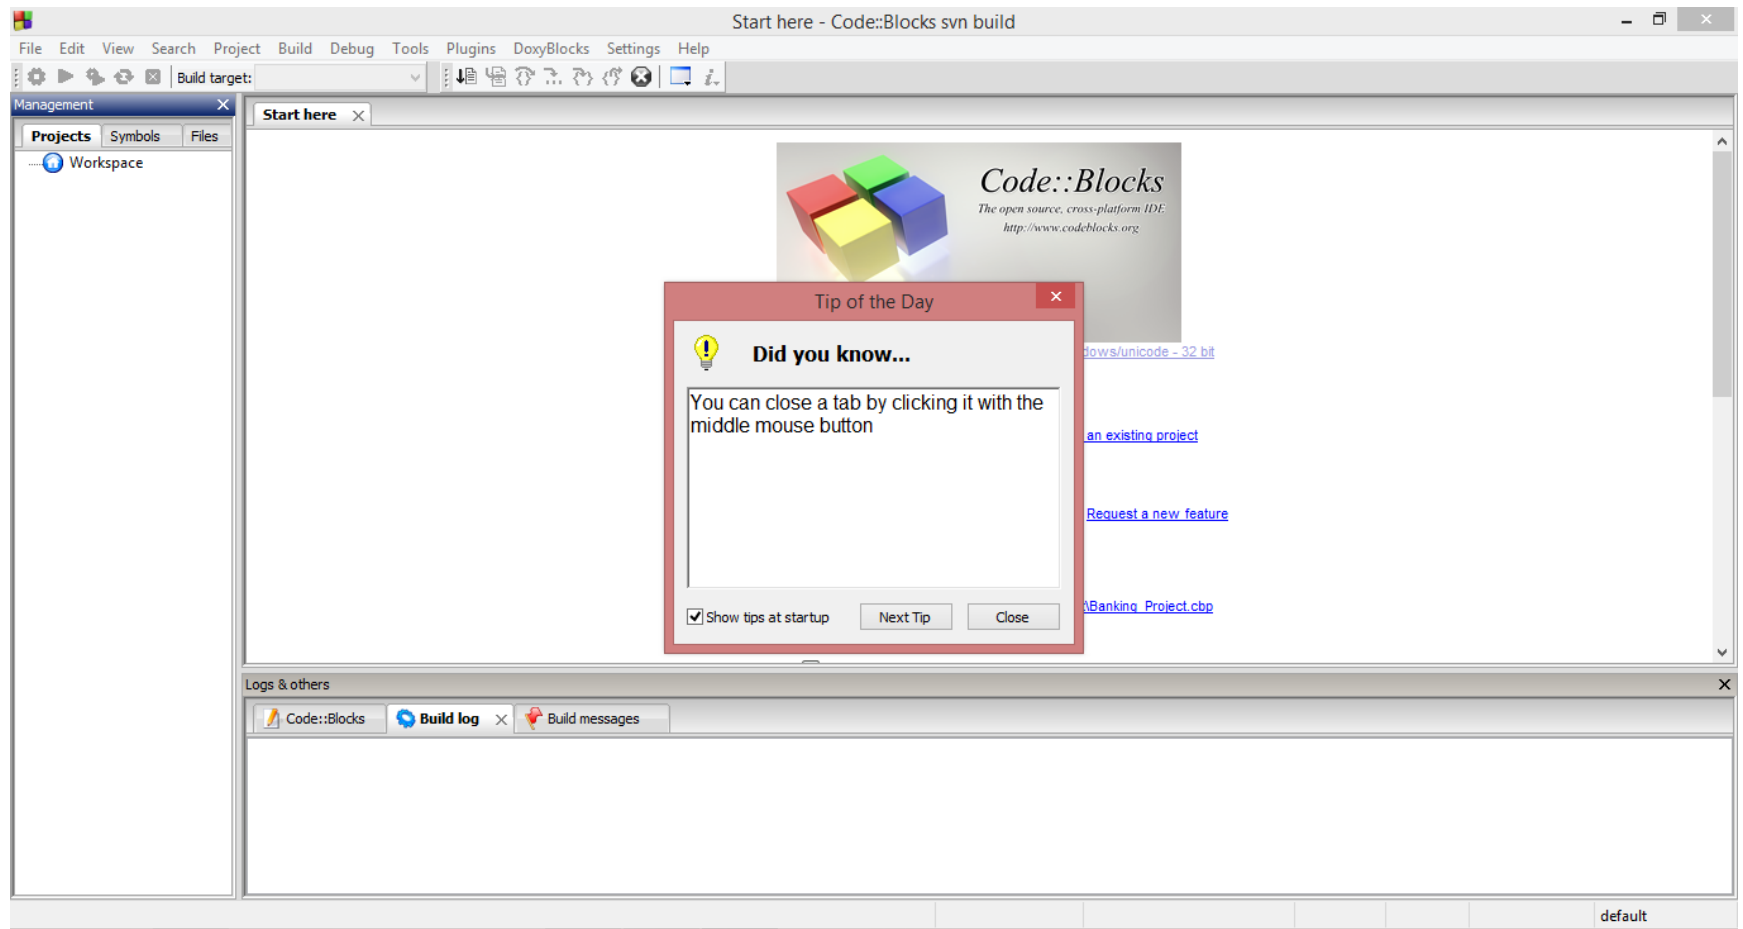 Start here - Code::Blocks svn build
File Edit View Search Project Build Debug Tools Plugins DoxyBlocks Settings Help
Build target:
Management
Projects Symbols Files
Workspace
Start here
Code::Blocks
The open source, cross-platform IDE
http://www.codeblocks.org
dows/unicode - 32 bit
an existing project
Request a new feature
\Banking_Project.cbp
Tip of the Day
Did you know...
You can close a tab by clicking it with the
middle mouse button
Show tips at startup Next Tip Close
Logs & others
Code::Blocks Build log Build messages
default